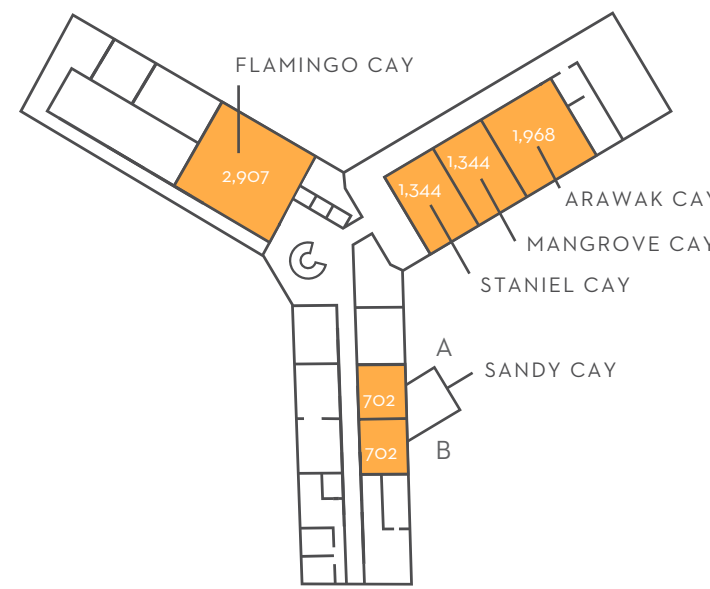 FLAMINGO CAY
2,907
1,968
1,344
1,344
ARAWAK CAY
MANGROVE CAY
STANIEL CAY
A
SANDY CAY
702
702
B